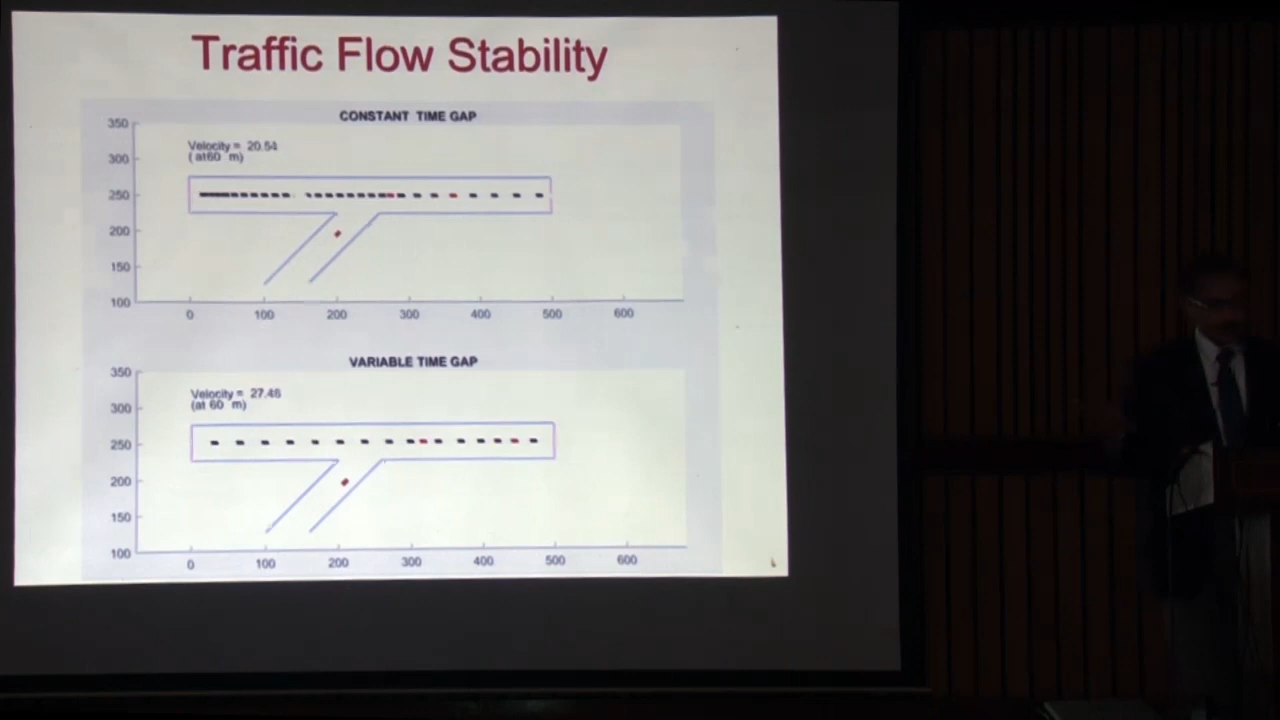 Traffic Flow Stability
CONSTANT TIME GAP
Velocity = 20.54
(at60 m)
350
300
250
200
150
100
0 100 200 300 400 500 600
VARIABLE TIME GAP
Velocity = 27.46
(at 60 m)
350
300
250
200
150
100
0 100 200 300 400 500 600